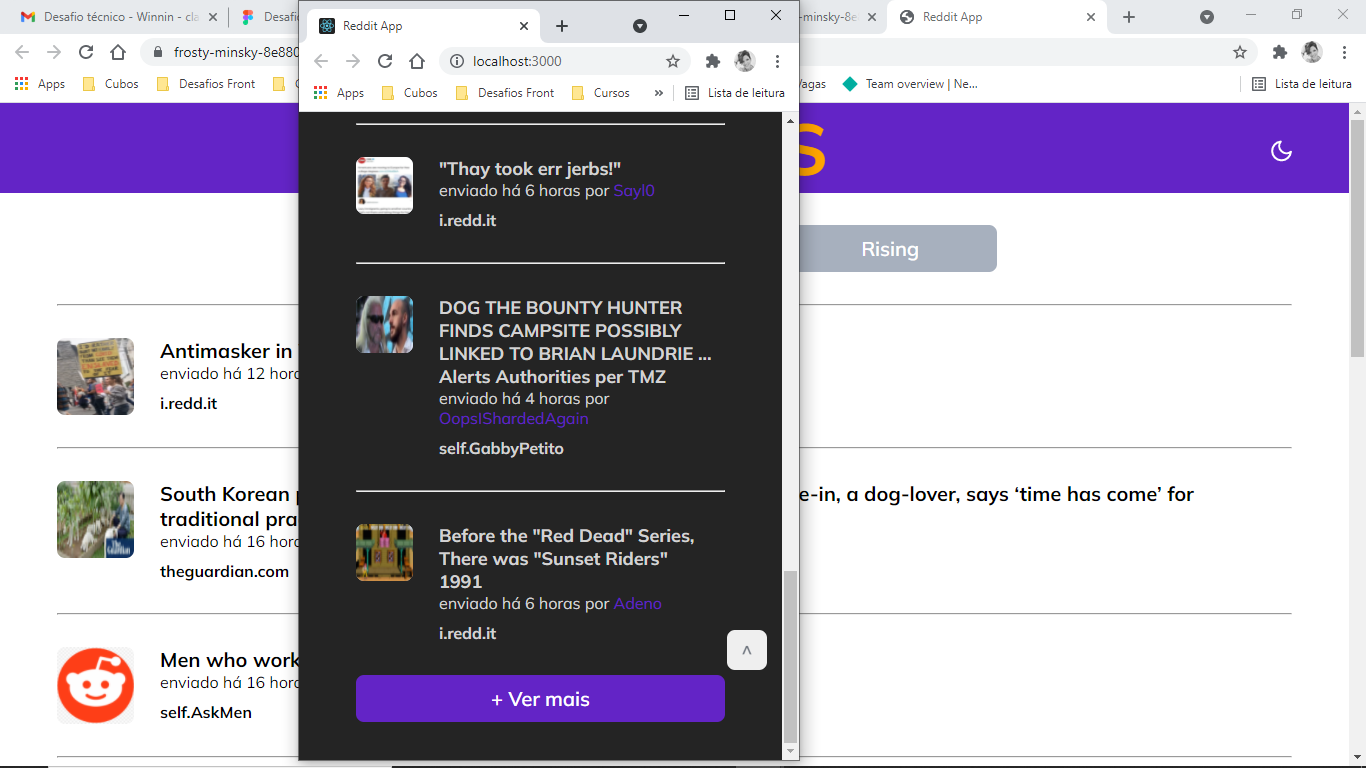 Desafio técnico - Winnin - cla
Desafi
Reddit App
-minsky-8e8
Reddit App
frosty-minsky-8e880
localhost:3000
Apps
Cubos
Desafios Front
Apps
Cubos
Desafios Front
Cursos
»
Lista de leitura
Vagas
Team overview | Ne...
Lista de leitura
S
Rising
Antimasker in
enviado há 12 hora
i.redd.it
South Korean p
e-in, a dog-lover, says ‘time has come’ for
traditional pra
enviado há 16 hora
theguardian.com
Men who work
enviado há 16 hora
self.AskMen
"Thay took err jerbs!"
enviado há 6 horas por Sayl0
i.redd.it
DOG THE BOUNTY HUNTER
FINDS CAMPSITE POSSIBLY
LINKED TO BRIAN LAUNDRIE ...
Alerts Authorities per TMZ
enviado há 4 horas por
OopsIShardedAgain
self.GabbyPetito
Before the "Red Dead" Series,
There was "Sunset Riders"
1991
enviado há 6 horas por Adeno
i.redd.it
^
+ Ver mais